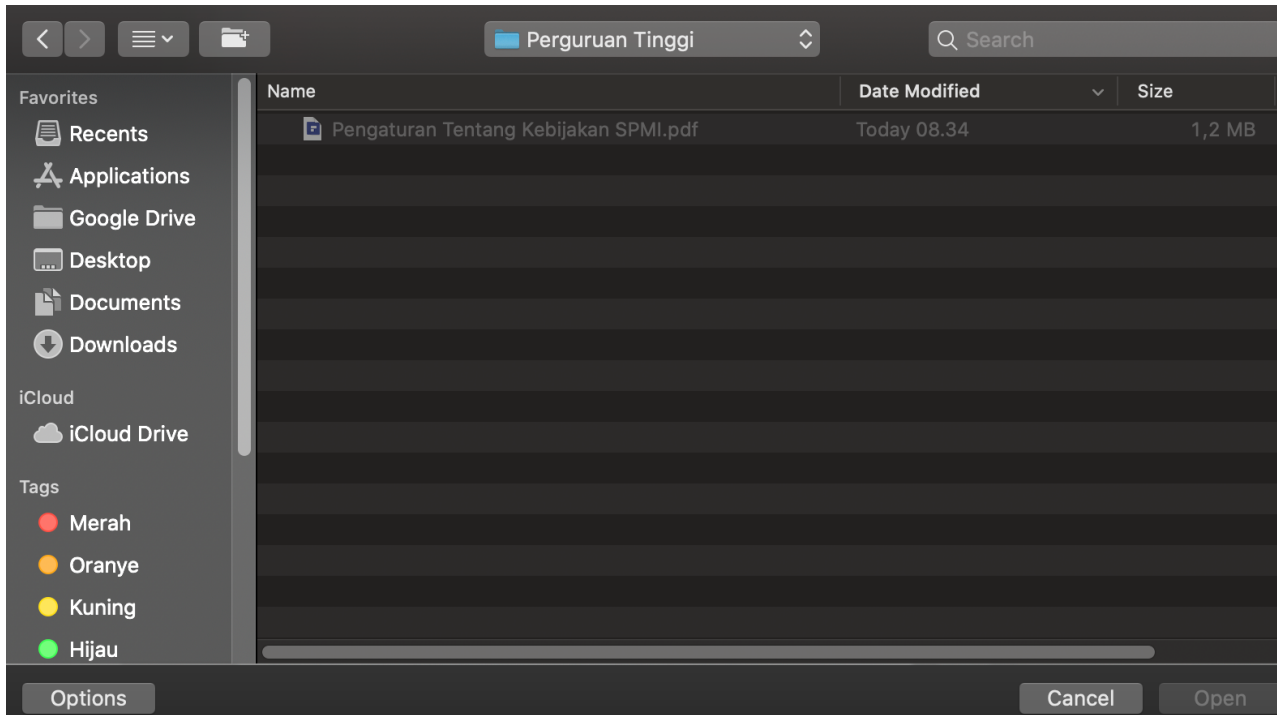 Perguruan Tinggi
Search
Favorites
Recents
Applications
Google Drive
Desktop
Documents
Downloads
iCloud
iCloud Drive
Tags
Merah
Oranye
Kuning
Hijau
Name Date Modified Size
Pengaturan Tentang Kebijakan SPMI.pdf Today 08.34 1,2 MB
Options Cancel Open